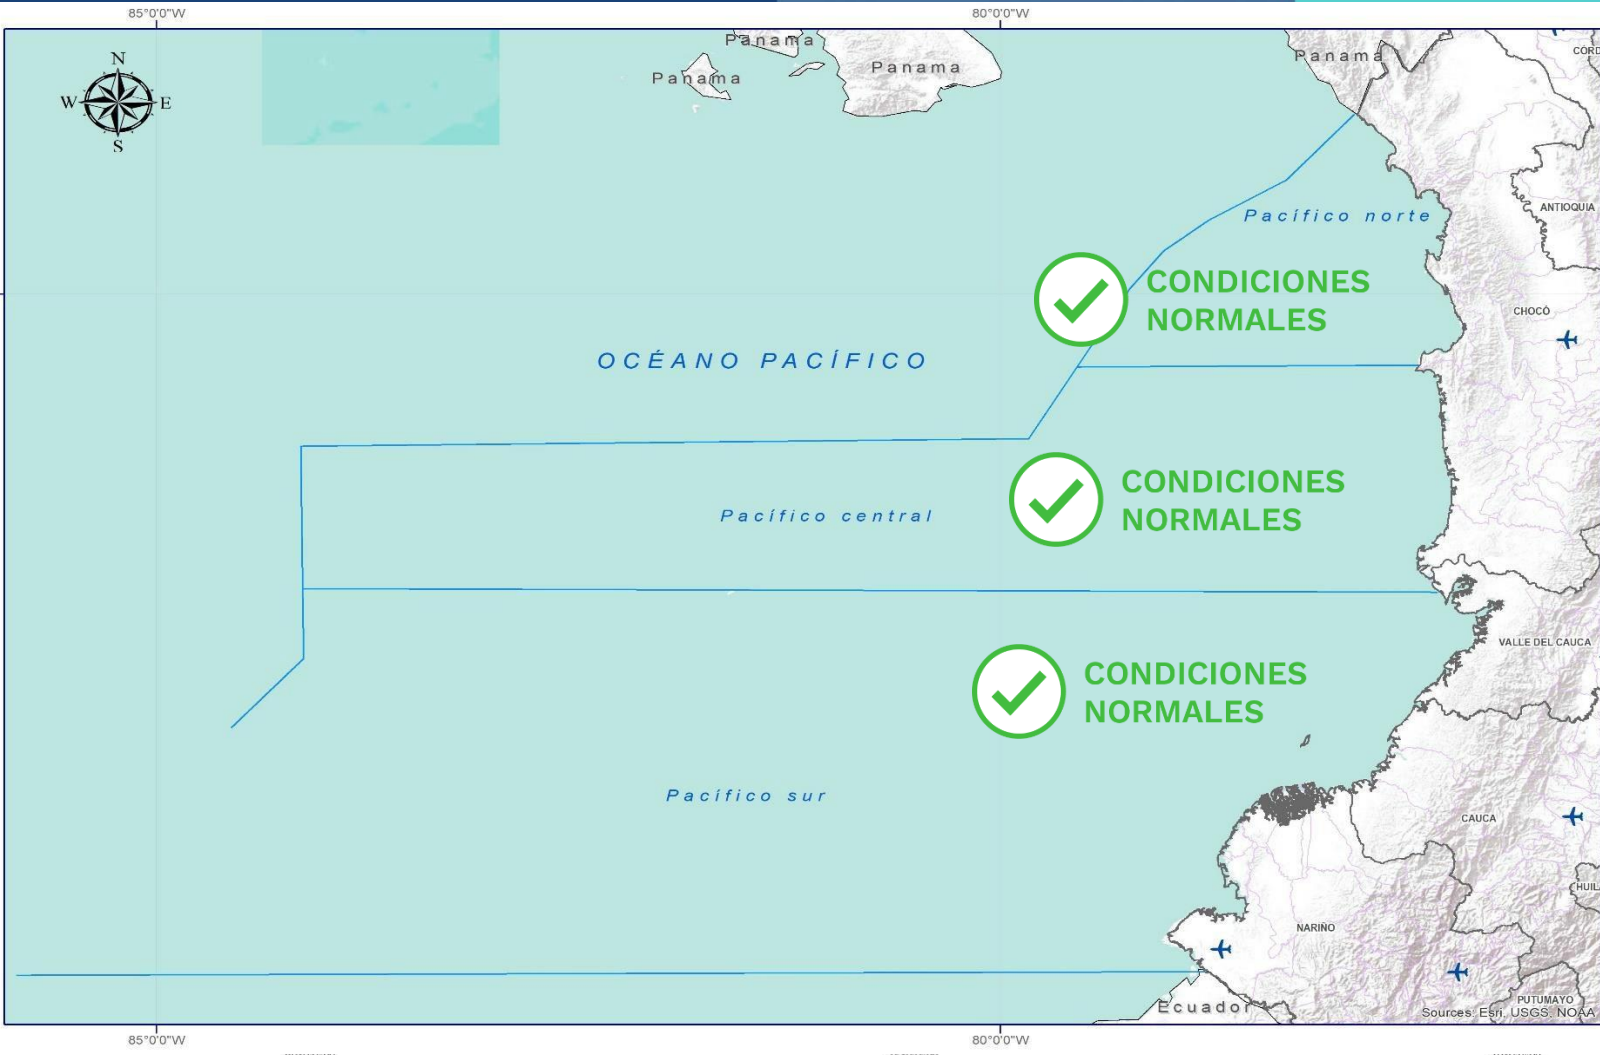 85°0'0"W
80°0'0"W
N
W
E
S
Panama
Panama
Panama
Panama
CÓRD
ANTIOQUIA
Pacífico norte
CONDICIONES
NORMALES
CHOCÓ
OCÉANO PACÍFICO
CONDICIONES
NORMALES
Pacífico central
VALLE DEL CAUCA
CONDICIONES
NORMALES
Pacífico sur
CAUCA
HUIL
NARIÑO
PUTUMAYO
Ecuador
Sources: Esri, USGS, NOAA
85°0'0"W
80°0'0"W